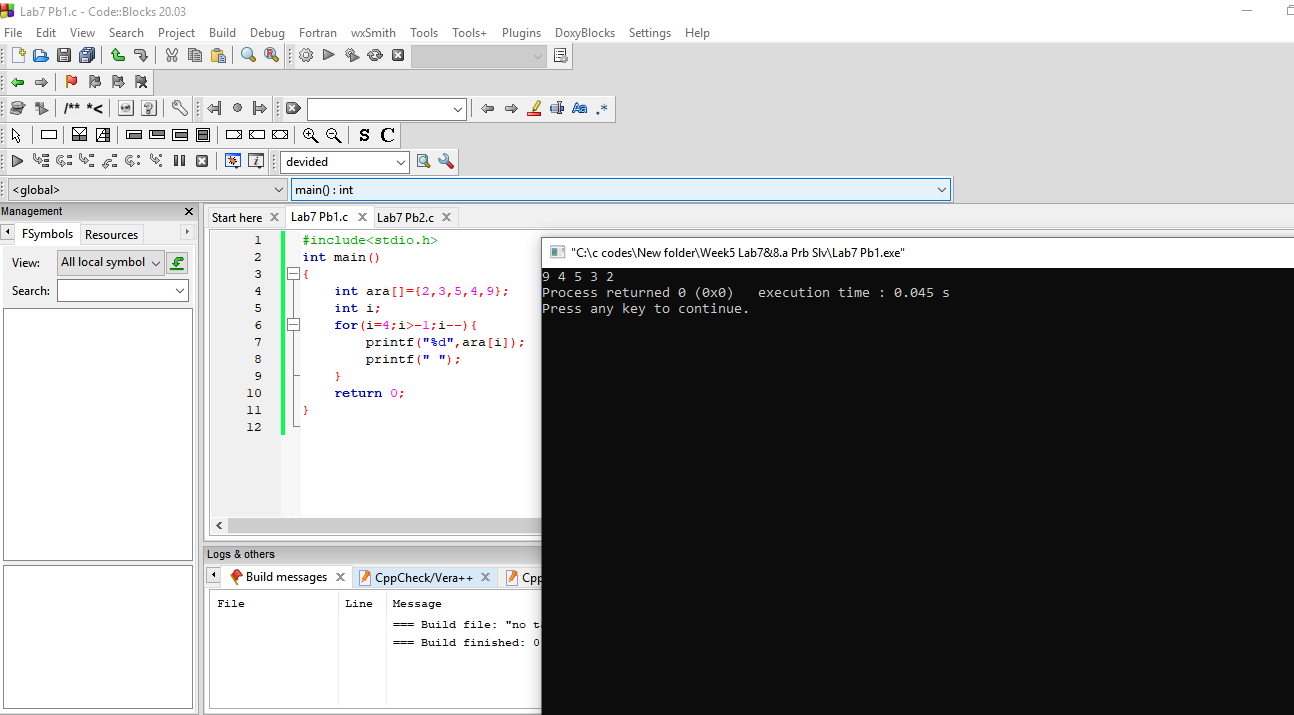 Lab7 Pb1.c - Code::Blocks 20.03
File Edit View Search Project Build Debug Fortran wxSmith Tools Tools+ Plugins DoxyBlocks Settings Help
/** *<
Aa .*
S C
devided
<global> main() : int
Management
Start here Lab7 Pb1.c Lab7 Pb2.c
FSymbols Resources
View: All local symbol
Search:
1 #include<stdio.h>
2 int main()
3 {
4 int ara[]={2,3,5,4,9};
5 int i;
6 for(i=4;i>-1;i--){
7 printf("%d",ara[i]);
8 printf(" ");
9 }
10 return 0;
11 }
12
"C:\c codes\New folder\Week5 Lab7&8.a Prb Slv\Lab7 Pb1.exe"
9 4 5 3 2
Process returned 0 (0x0) execution time : 0.045 s
Press any key to continue.
Logs & others
Build messages CppCheck/Vera++ Cpp
File Line Message
=== Build file: "no t
=== Build finished: 0